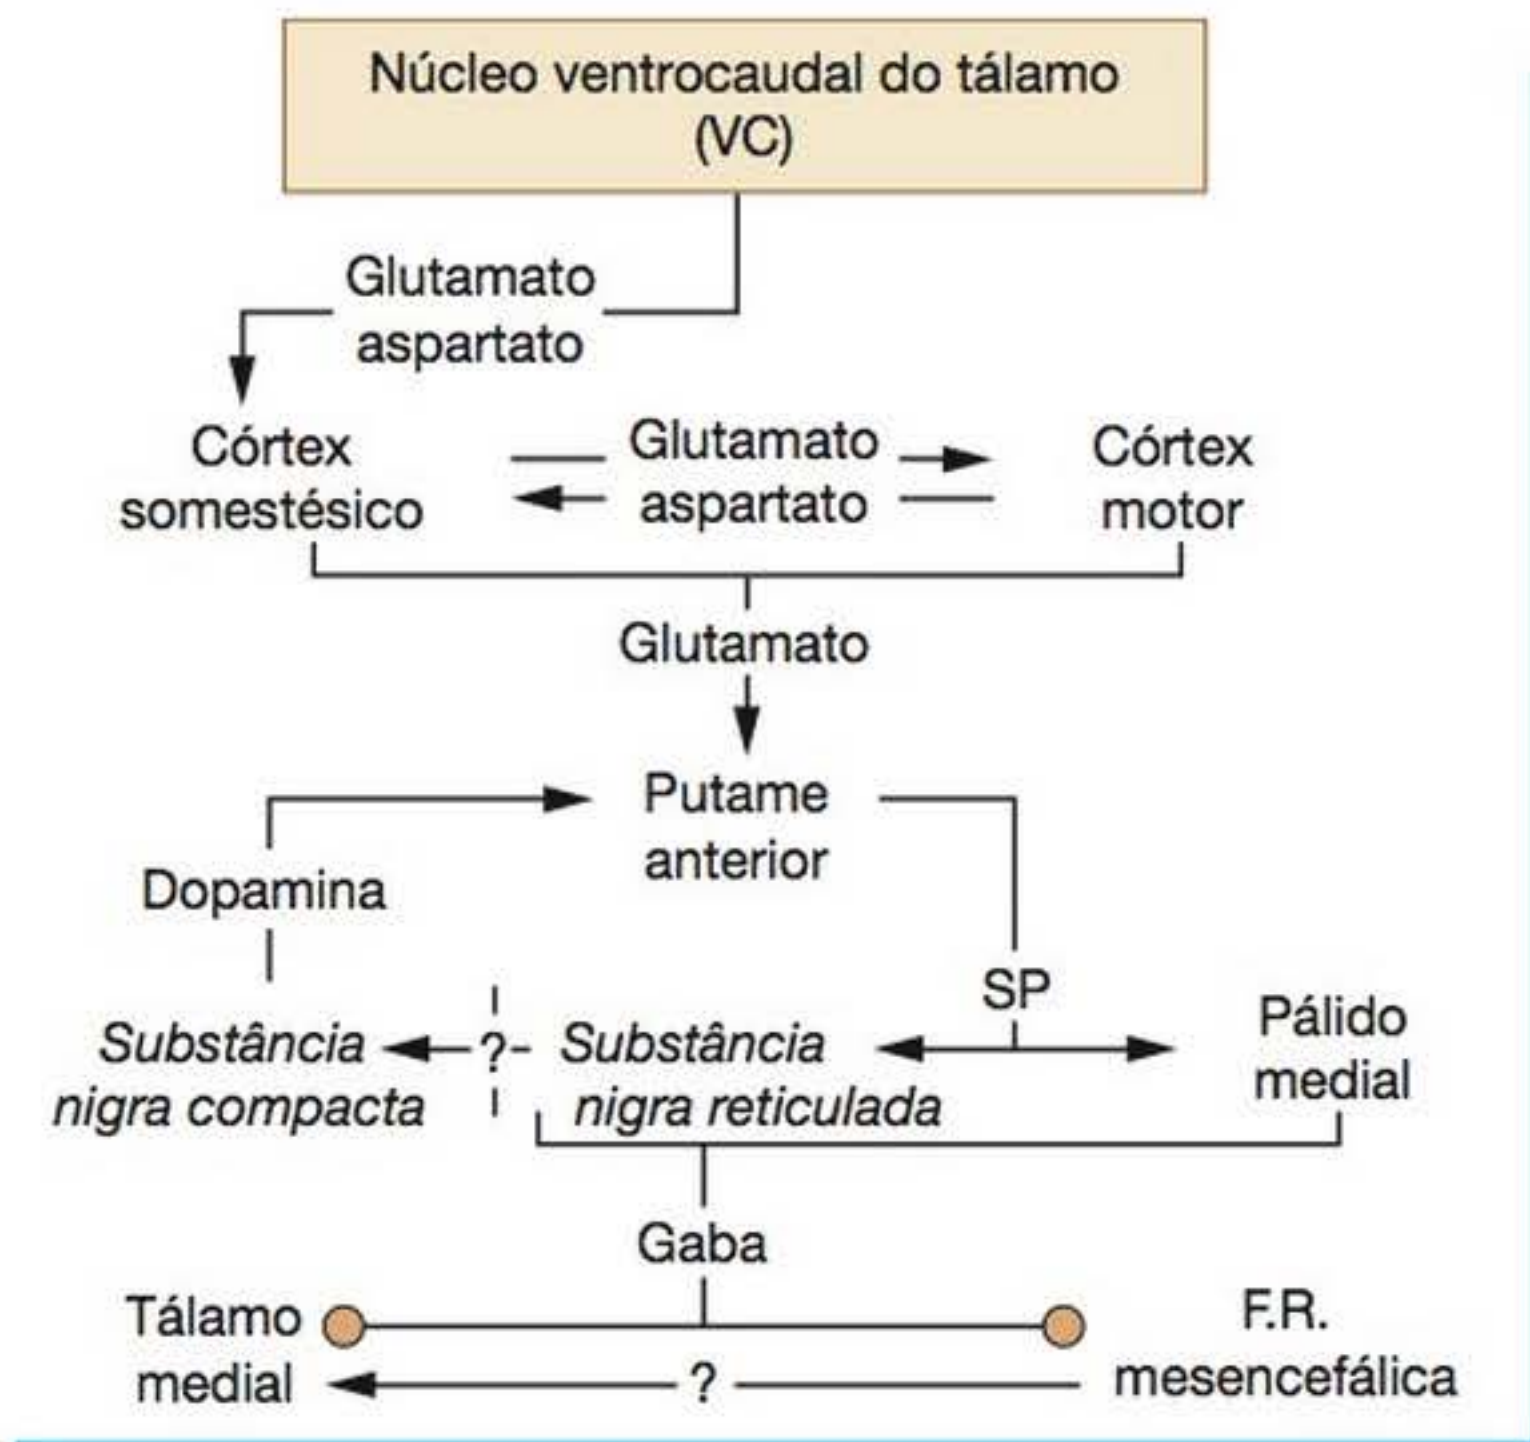 Núcleo ventrocaudal do tálamo
(VC)
Glutamato
aspartato
Córtex
somestésico
Glutamato
aspartato
Córtex
motor
Glutamato
Putame
anterior
Dopamina
SP
Substância
nigra compacta
?
Substância
nigra reticulada
Pálido
medial
Gaba
Tálamo
medial
?
F.R.
mesencefálica